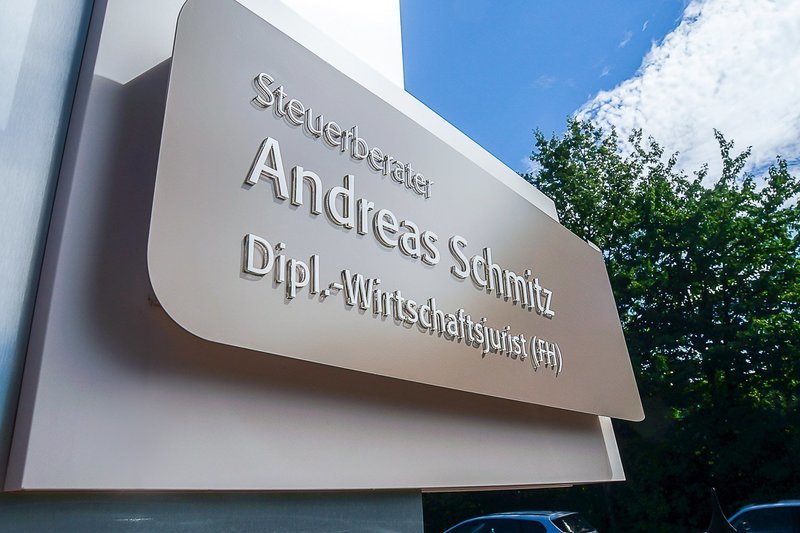 Steuerberater
Andreas Schmitz
Dipl.-Wirtschaftsjurist (FH)